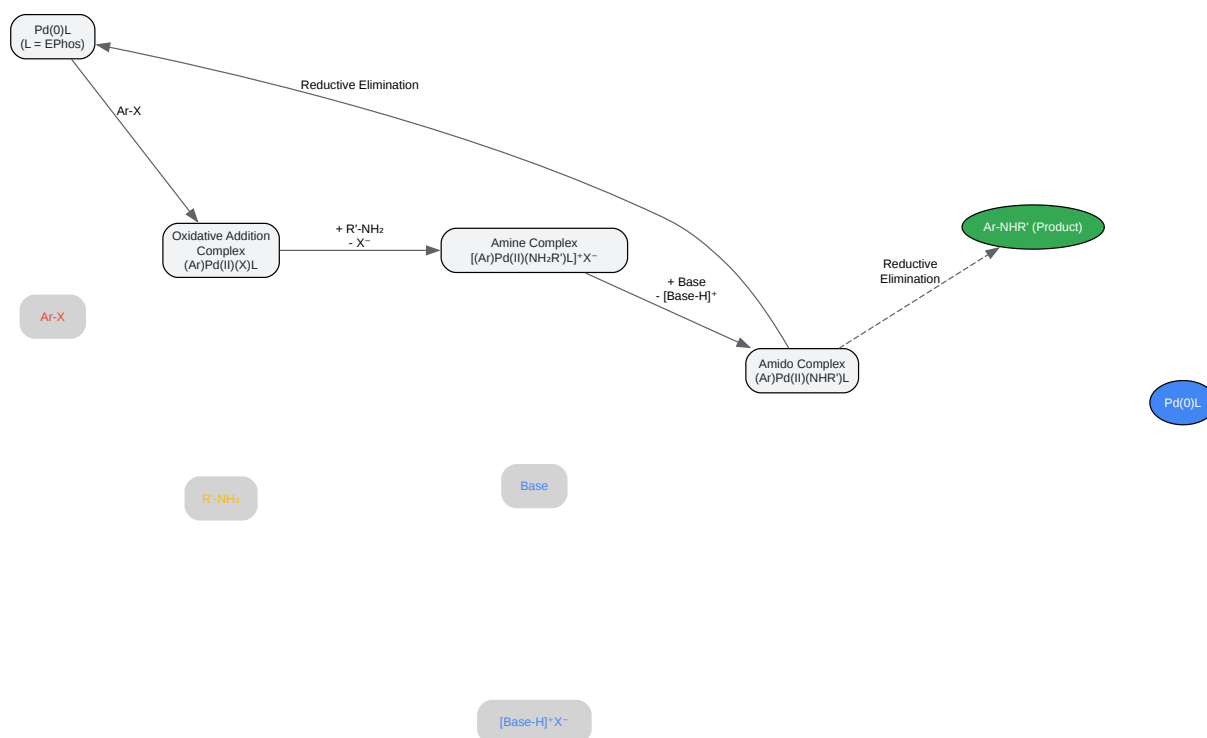 Pd(0)L
(L = EPhos)
Reductive Elimination
Ar-X
Oxidative Addition
Complex
(Ar)Pd(II)(X)L
+ R'-NH₂
- X⁻
Amine Complex
[(Ar)Pd(II)(NH₂R')L]⁺X⁻
+ Base
- [Base-H]⁺
Amido Complex
(Ar)Pd(II)(NHR')L
Reductive
Elimination
Ar-NHR' (Product)
Pd(0)L
Ar-X
R'-NH₂
Base
[Base-H]⁺X⁻